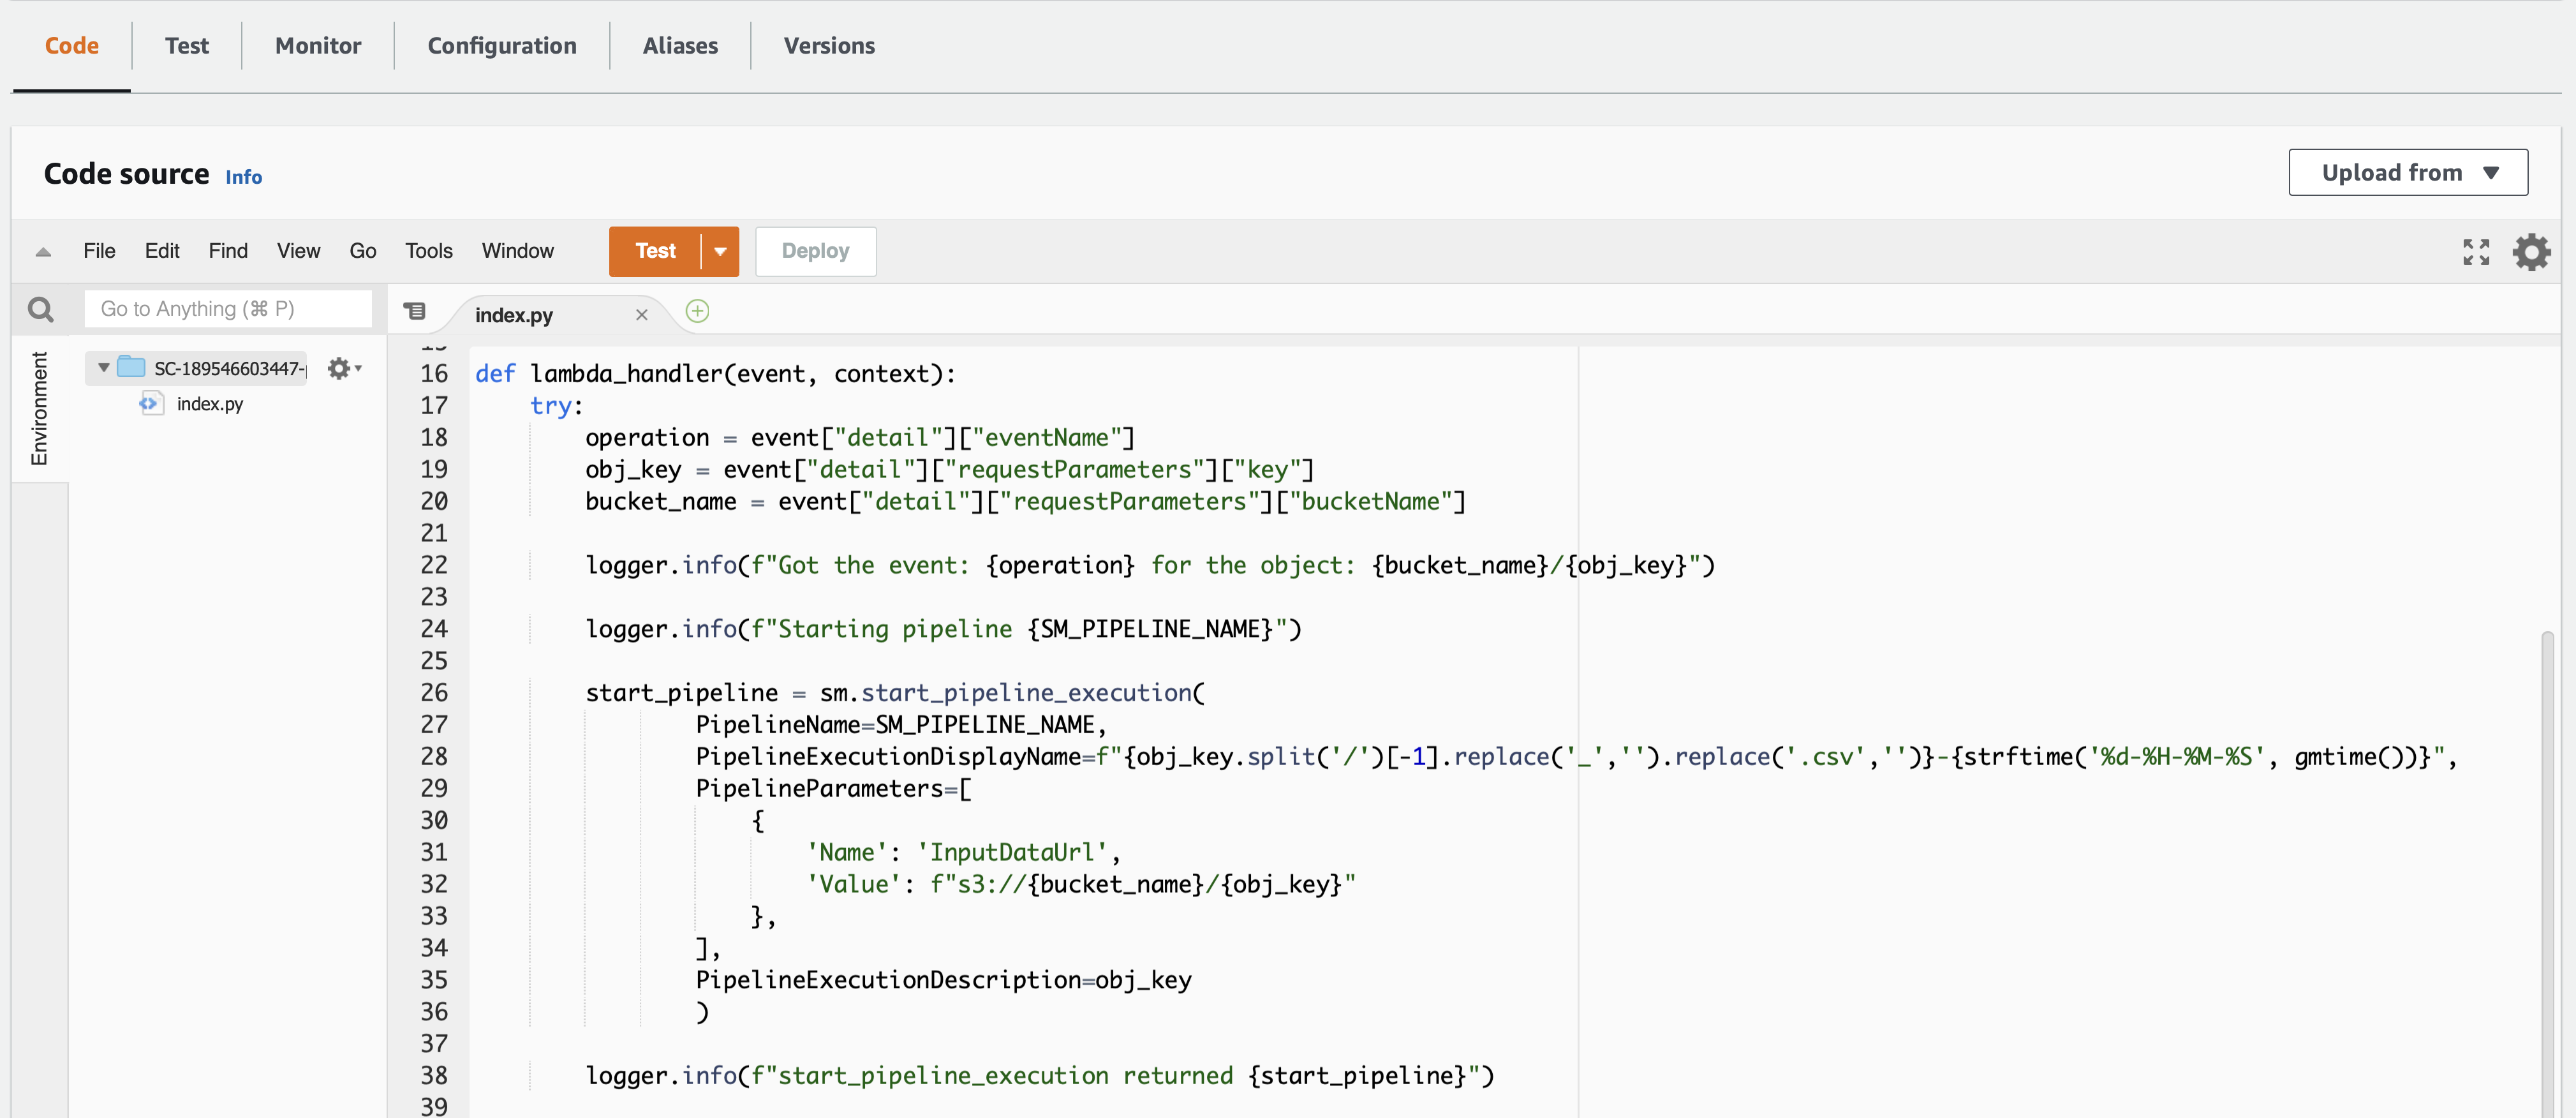 Code
Test
Monitor
Configuration
Aliases
Versions
Code source Info
Upload from
File Edit Find View Go Tools Window Test Deploy
Go to Anything (⌘ P)
index.py
Environment
SC-189546603447-
index.py
16 def lambda_handler(event, context):
17     try:
18         operation = event["detail"]["eventName"]
19         obj_key = event["detail"]["requestParameters"]["key"]
20         bucket_name = event["detail"]["requestParameters"]["bucketName"]
21
22         logger.info(f"Got the event: {operation} for the object: {bucket_name}/{obj_key}")
23
24         logger.info(f"Starting pipeline {SM_PIPELINE_NAME}")
25
26         start_pipeline = sm.start_pipeline_execution(
27                 PipelineName=SM_PIPELINE_NAME,
28                 PipelineExecutionDisplayName=f"{obj_key.split('/')[-1].replace('_','').replace('.csv','')}-{strftime('%d-%H-%M-%S', gmtime())}",
29                 PipelineParameters=[
30                     {
31                         'Name': 'InputDataUrl',
32                         'Value': f"s3://{bucket_name}/{obj_key}"
33                     },
34                 ],
35                 PipelineExecutionDescription=obj_key
36                 )
37
38         logger.info(f"start_pipeline_execution returned {start_pipeline}")
39